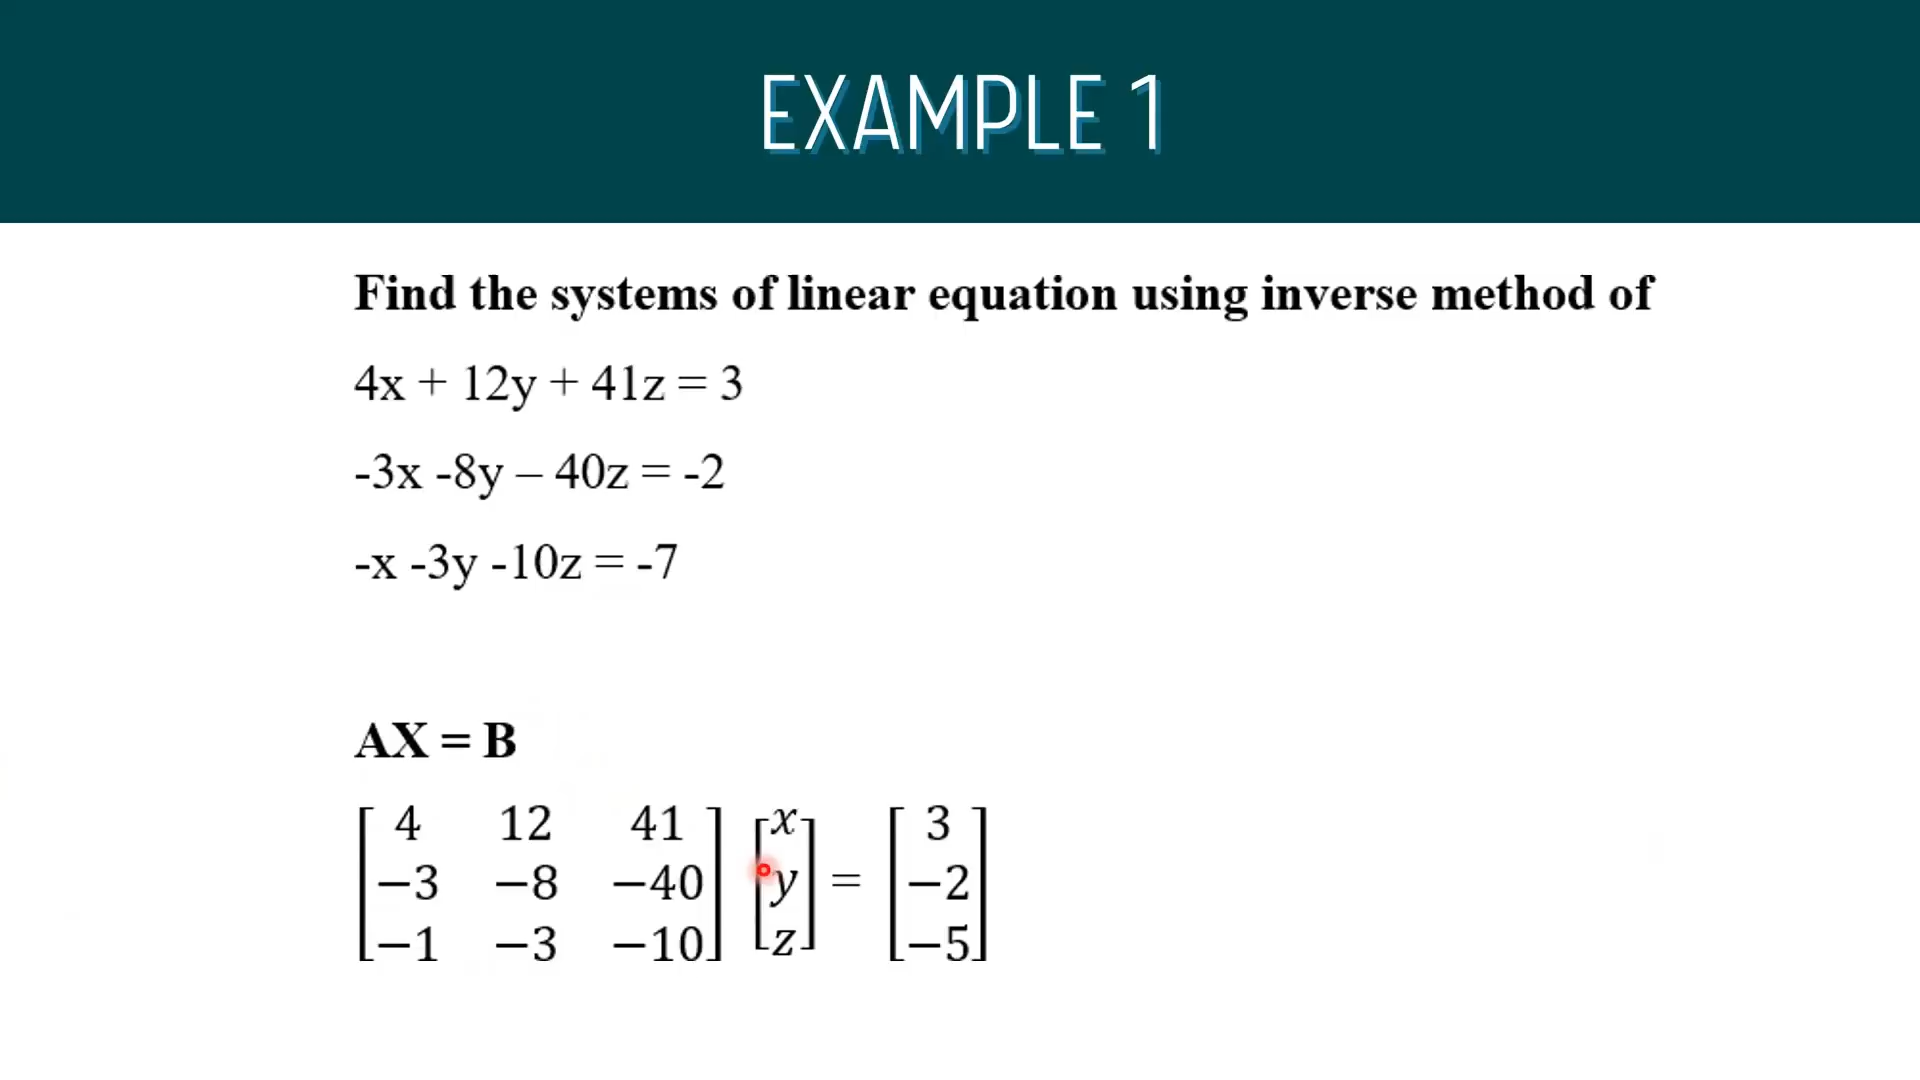 EXAMPLE 1
Find the systems of linear equation using inverse method of
4x + 12y + 41z = 3
-3x -8y – 40z = -2
-x -3y -10z = -7
AX = B
[4 12 41] [x] [3]
[−3 −8 −40] [y] = [−2]
[−1 −3 −10] [z] [−5]